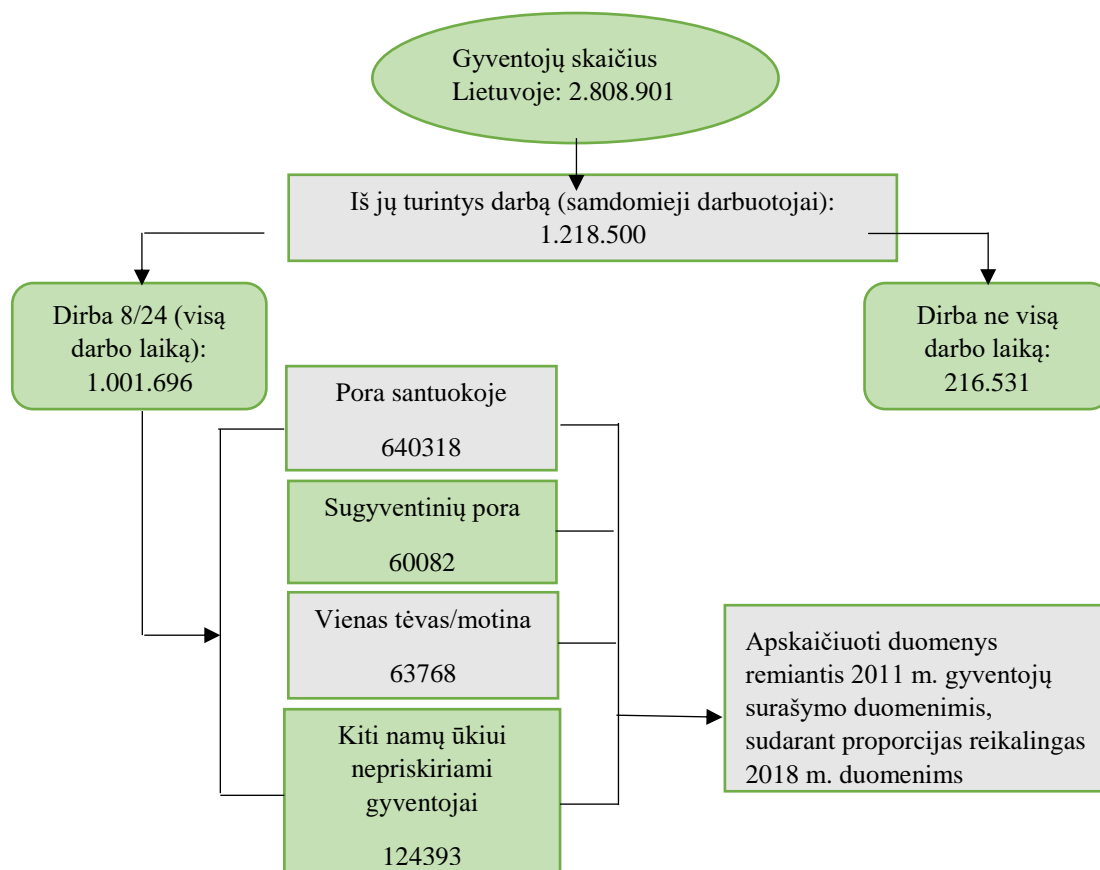 Gyventojų skaičius
Lietuvoje: 2.808.901
Iš jų turintys darbą (samdomieji darbuotojai):
1.218.500
Dirba 8/24 (visą
darbo laiką):
1.001.696
Dirba ne visą
darbo laiką:
216.531
Pora santuokoje
640318
Sugyventinių pora
60082
Vienas tėvas/motina
63768
Kiti namų ūkiui
nepriskiriami
gyventojai
124393
Apskaičiuoti duomenys
remiantis 2011 m. gyventojų
surašymo duomenimis,
sudarant proporcijas reikalingas
2018 m. duomenims